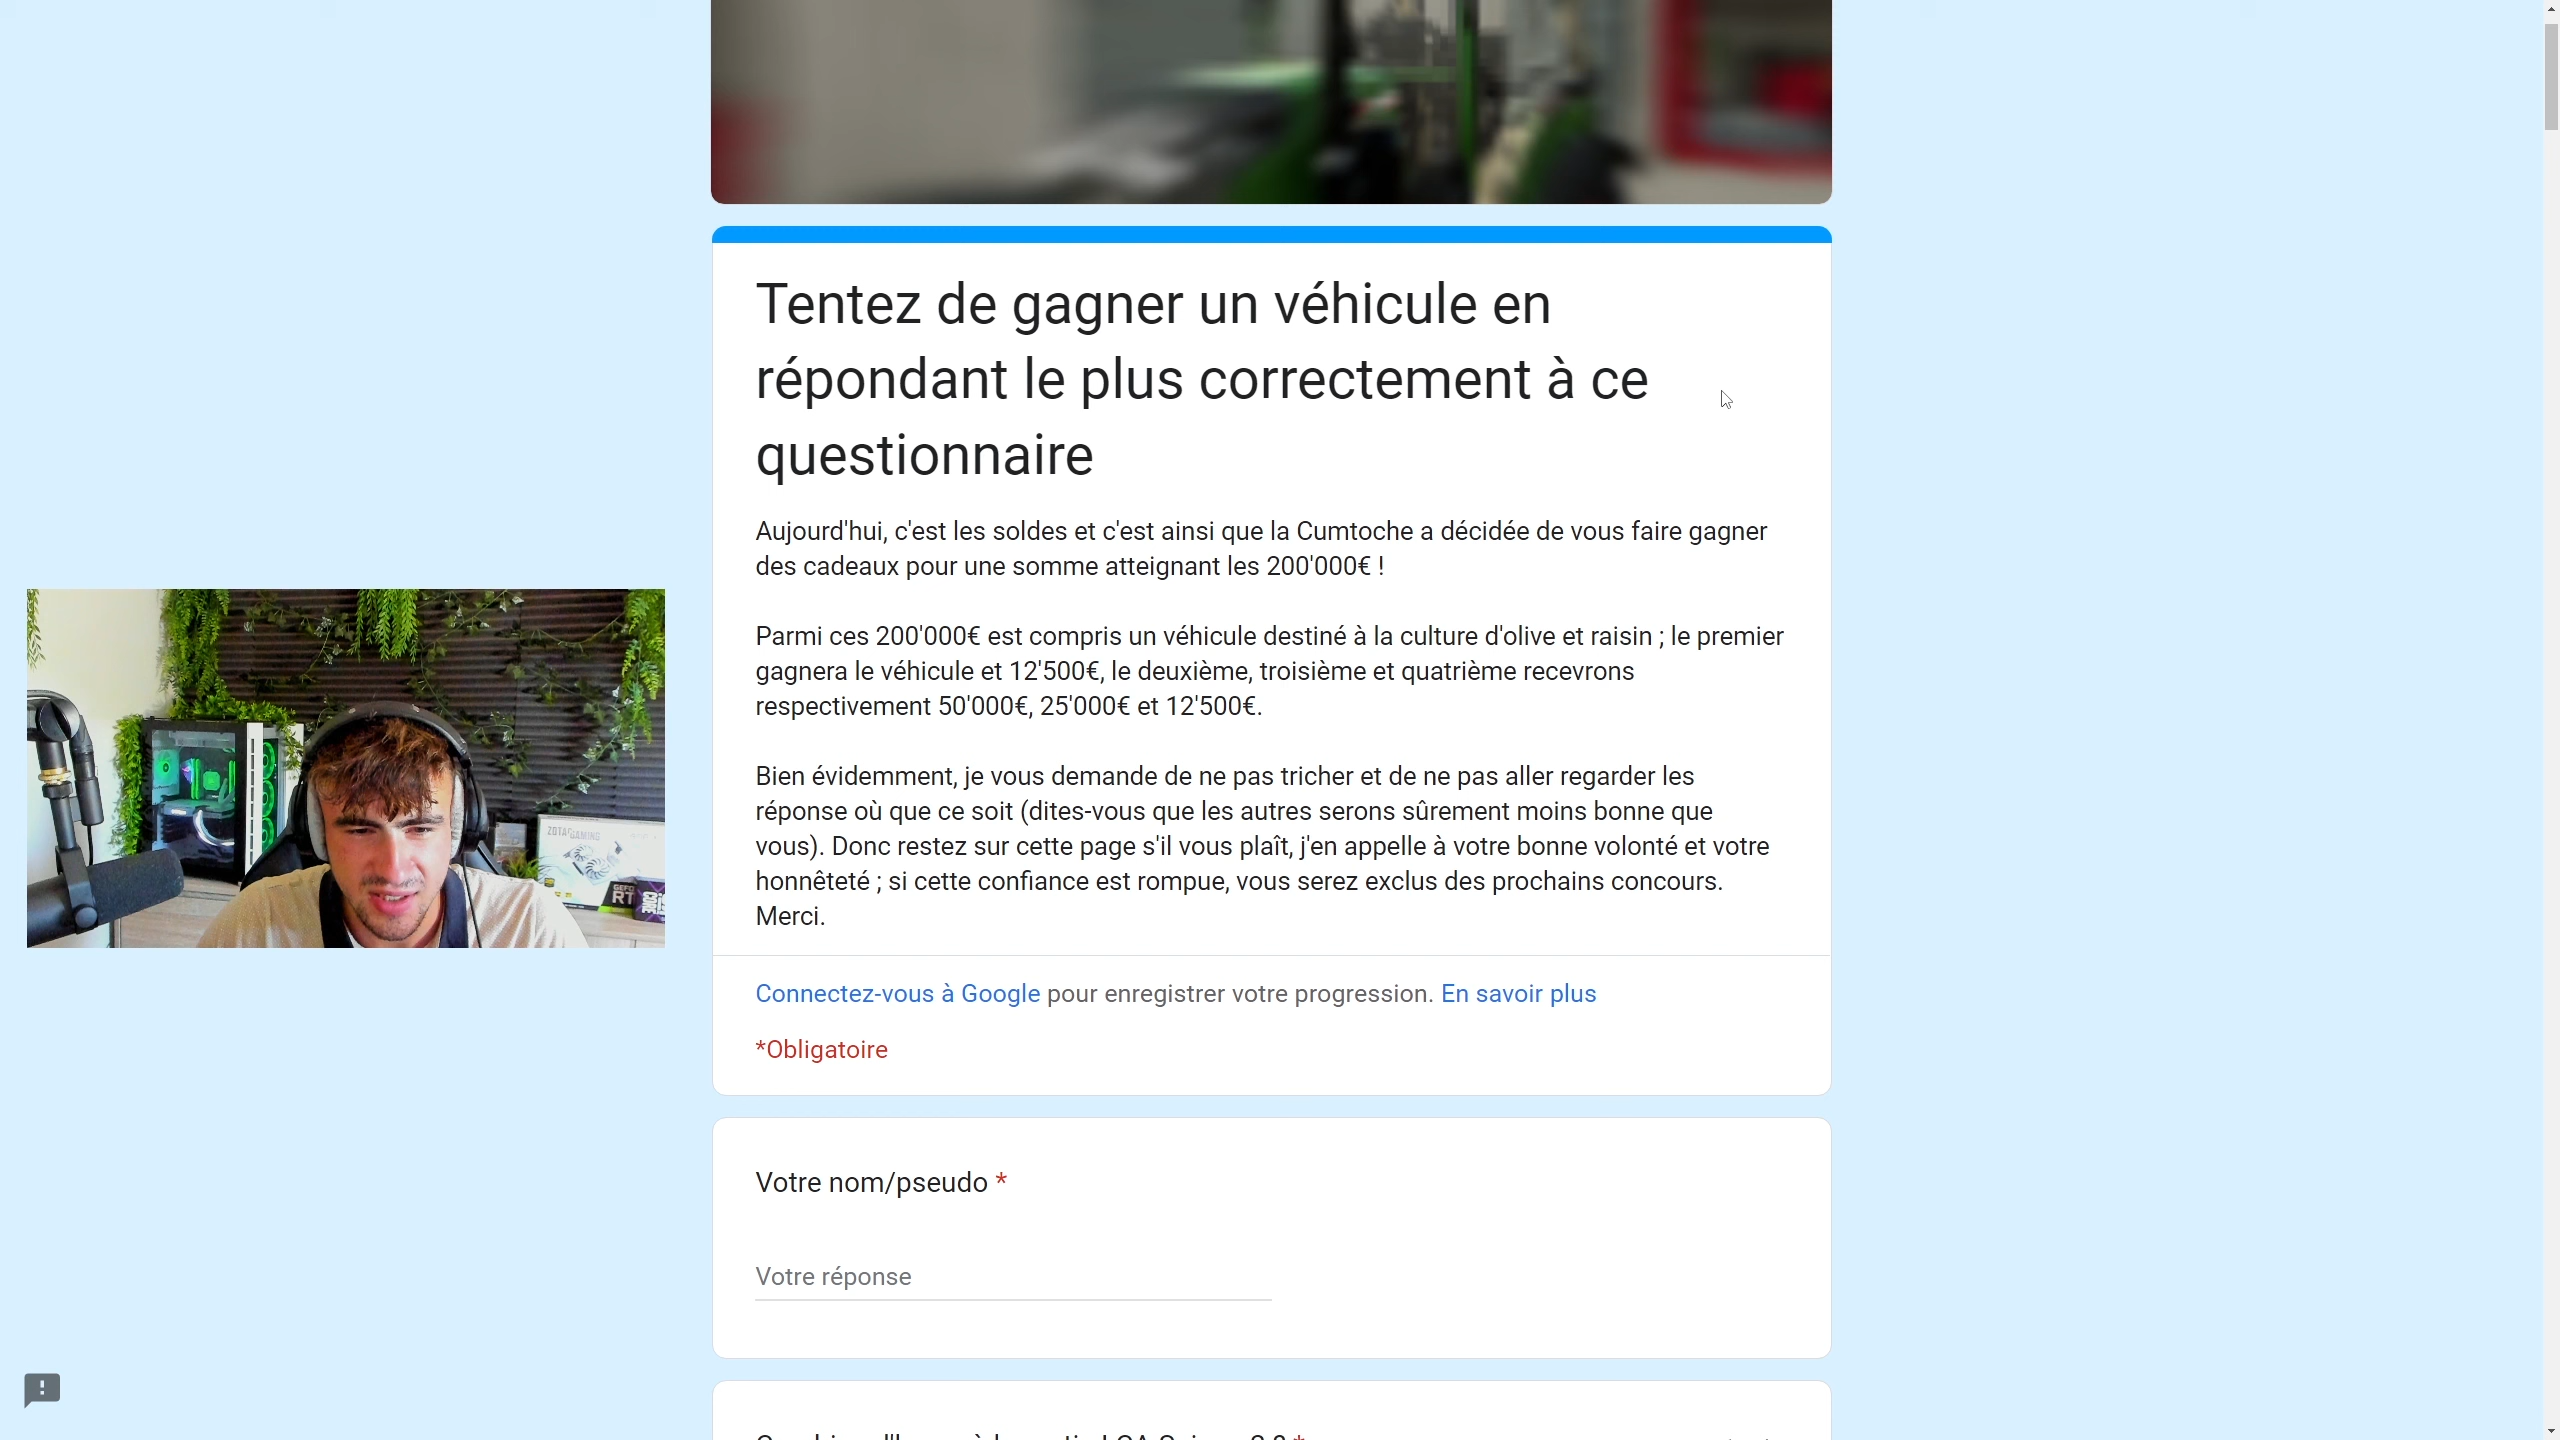 Tentez de gagner un véhicule en
répondant le plus correctement à ce
questionnaire
Aujourd'hui, c'est les soldes et c'est ainsi que la Cumtoche a décidée de vous faire gagner
des cadeaux pour une somme atteignant les 200'000€ !
Parmi ces 200'000€ est compris un véhicule destiné à la culture d'olive et raisin ; le premier
gagnera le véhicule et 12'500€, le deuxième, troisième et quatrième recevrons
respectivement 50'000€, 25'000€ et 12'500€.
Bien évidemment, je vous demande de ne pas tricher et de ne pas aller regarder les
réponse où que ce soit (dites-vous que les autres serons sûrement moins bonne que
vous). Donc restez sur cette page s'il vous plaît, j'en appelle à votre bonne volonté et votre
honnêteté ; si cette confiance est rompue, vous serez exclus des prochains concours.
Merci.
Connectez-vous à Google pour enregistrer votre progression. En savoir plus
*Obligatoire
Votre nom/pseudo *
Votre réponse
ZOTAC GAMING